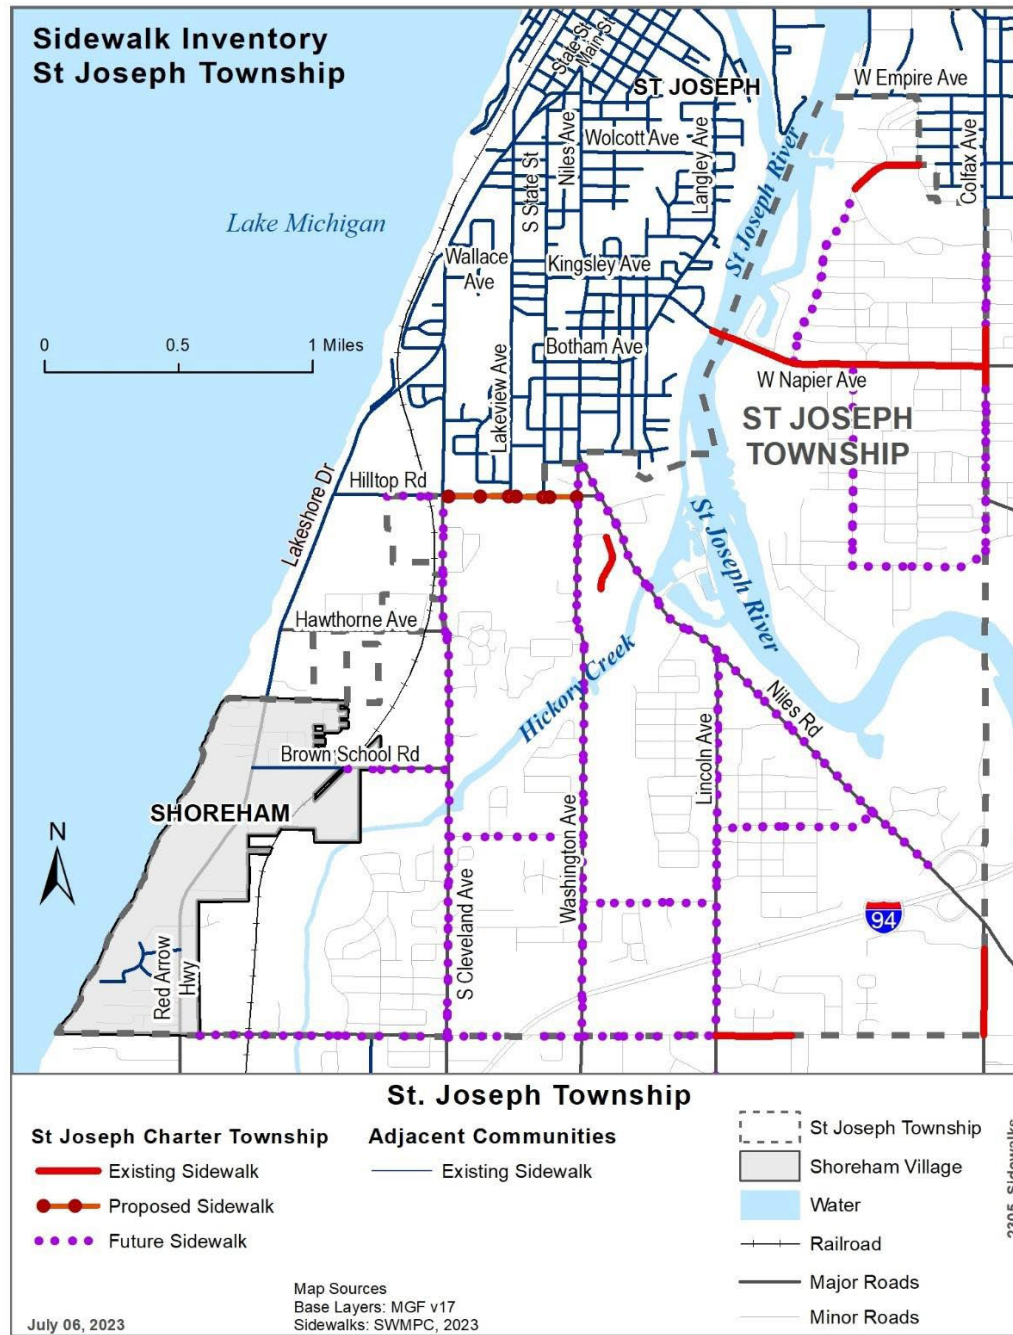 Sidewalk Inventory
St Joseph Township
State St
Main St
ST JOSEPH
W Empire Ave
Wolcott Ave
Niles Ave
S State St
Langley Ave
Colfax Ave
St Joseph River
Lake Michigan
Wallace
Ave
Kingsley Ave
0 0.5 1 Miles
Botham Ave
W Napier Ave
Lakeview Ave
ST JOSEPH
TOWNSHIP
Hilltop Rd
Lakeshore Dr
St Joseph River
Hawthorne Ave
Hickory Creek
Niles Rd
Brown School Rd
Lincoln Ave
SHOREHAM
N
Washington Ave
S Cleveland Ave
94
Red Arrow
Hwy
St. Joseph Township
St Joseph Charter Township
Existing Sidewalk
Proposed Sidewalk
Future Sidewalk
Adjacent Communities
Existing Sidewalk
St Joseph Township
Shoreham Village
Water
Railroad
Major Roads
Minor Roads
2305_Sidewalks
Map Sources
Base Layers: MGF v17
Sidewalks: SWMPC, 2023
July 06, 2023